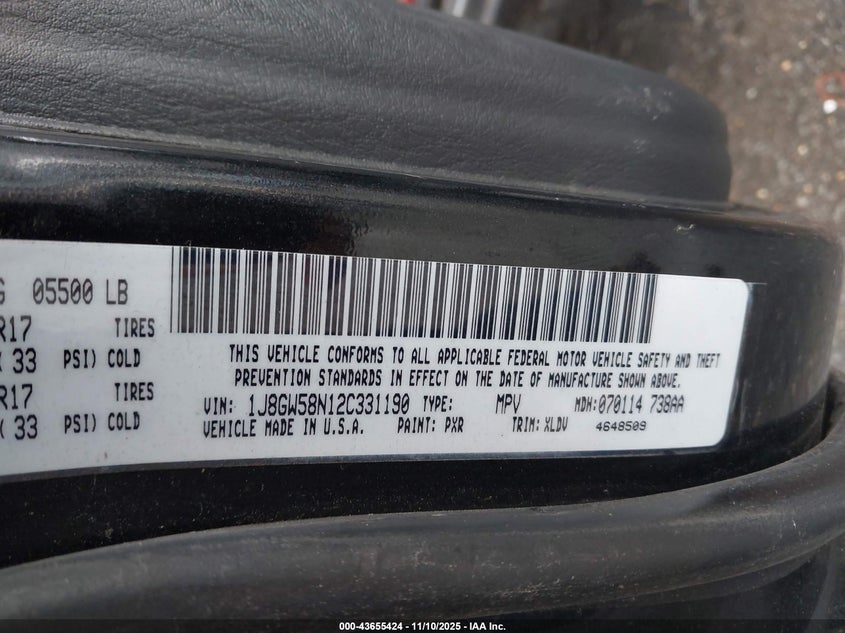 G 05500 LB
R17 TIRES
( 33 PSI) COLD
R17 TIRES
( 33 PSI) COLD
THIS VEHICLE CONFORMS TO ALL APPLICABLE FEDERAL MOTOR VEHICLE SAFETY AND THEFT
PREVENTION STANDARDS IN EFFECT ON THE DATE OF MANUFACTURE SHOWN ABOVE.
VIN: 1J8GW58N12C331190 TYPE: MPV MDH:070114 738AA
VEHICLE MADE IN U.S.A. PAINT: PXR TRIM: XLDV 4648509
000-43655424 - 11/10/2025 - IAA Inc.